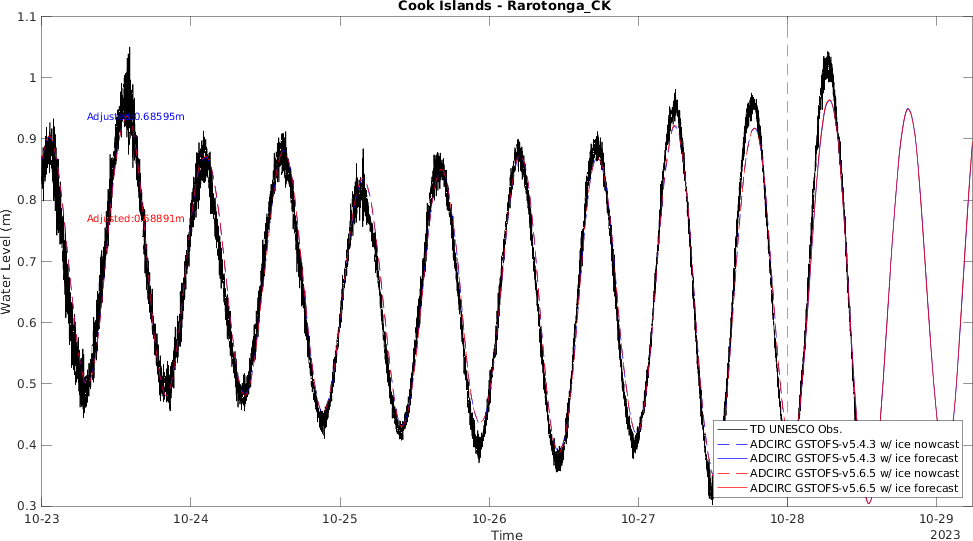 Cook Islands - Rarotonga_CK
Water Level (m)
1.1
1
0.9
0.8
0.7
0.6
0.5
0.4
0.3
Adjusted:0.68595m
Adjusted:0.68891m
TD UNESCO Obs.
ADCIRC GSTOFS-v5.4.3 w/ ice nowcast
ADCIRC GSTOFS-v5.4.3 w/ ice forecast
ADCIRC GSTOFS-v5.6.5 w/ ice nowcast
ADCIRC GSTOFS-v5.6.5 w/ ice forecast
10-23 10-24 10-25 10-26 10-27 10-28 10-29
Time
2023